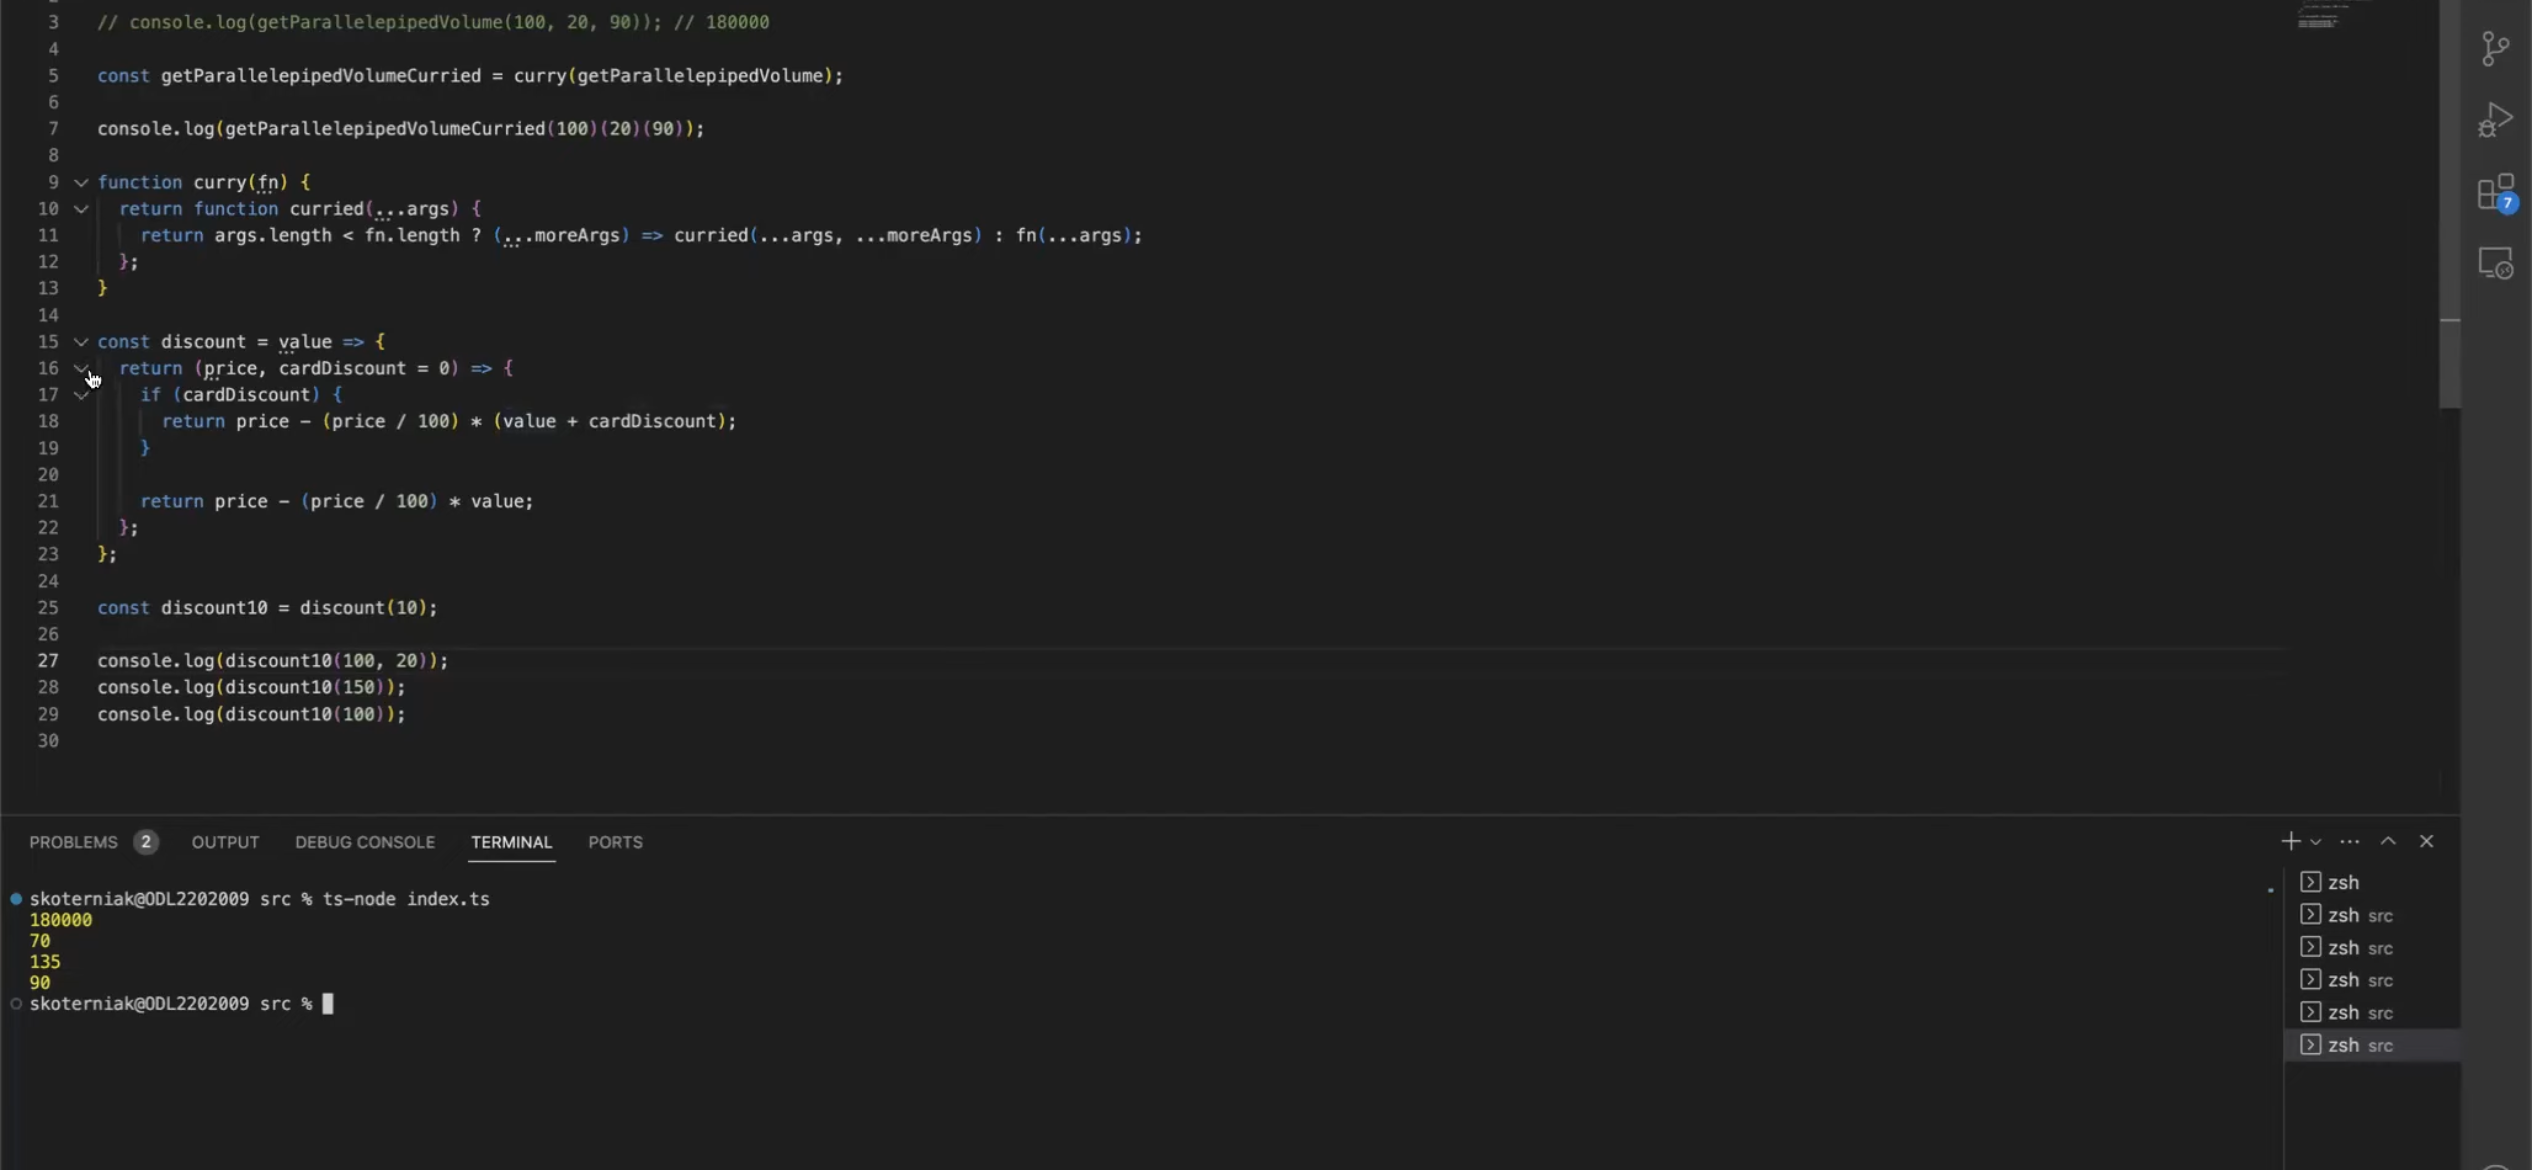 3 // console.log(getParallelepipedVolume(100, 20, 90)); // 180000
4
5 const getParallelepipedVolumeCurried = curry(getParallelepipedVolume);
6
7 console.log(getParallelepipedVolumeCurried(100)(20)(90));
8
9 function curry(fn) {
10 return function curried(...args) {
11 return args.length < fn.length ? (...moreArgs) => curried(...args, ...moreArgs) : fn(...args);
12 };
13 }
14
15 const discount = value => {
16 return (price, cardDiscount = 0) => {
17 if (cardDiscount) {
18 return price - (price / 100) * (value + cardDiscount);
19 }
20
21 return price - (price / 100) * value;
22 };
23 };
24
25 const discount10 = discount(10);
26
27 console.log(discount10(100, 20));
28 console.log(discount10(150));
29 console.log(discount10(100));
30
7
PROBLEMS 2 OUTPUT DEBUG CONSOLE TERMINAL PORTS
skoterniak@ODL2202009 src % ts-node index.ts
180000
70
135
90
skoterniak@ODL2202009 src %
zsh
zsh src
zsh src
zsh src
zsh src
zsh src